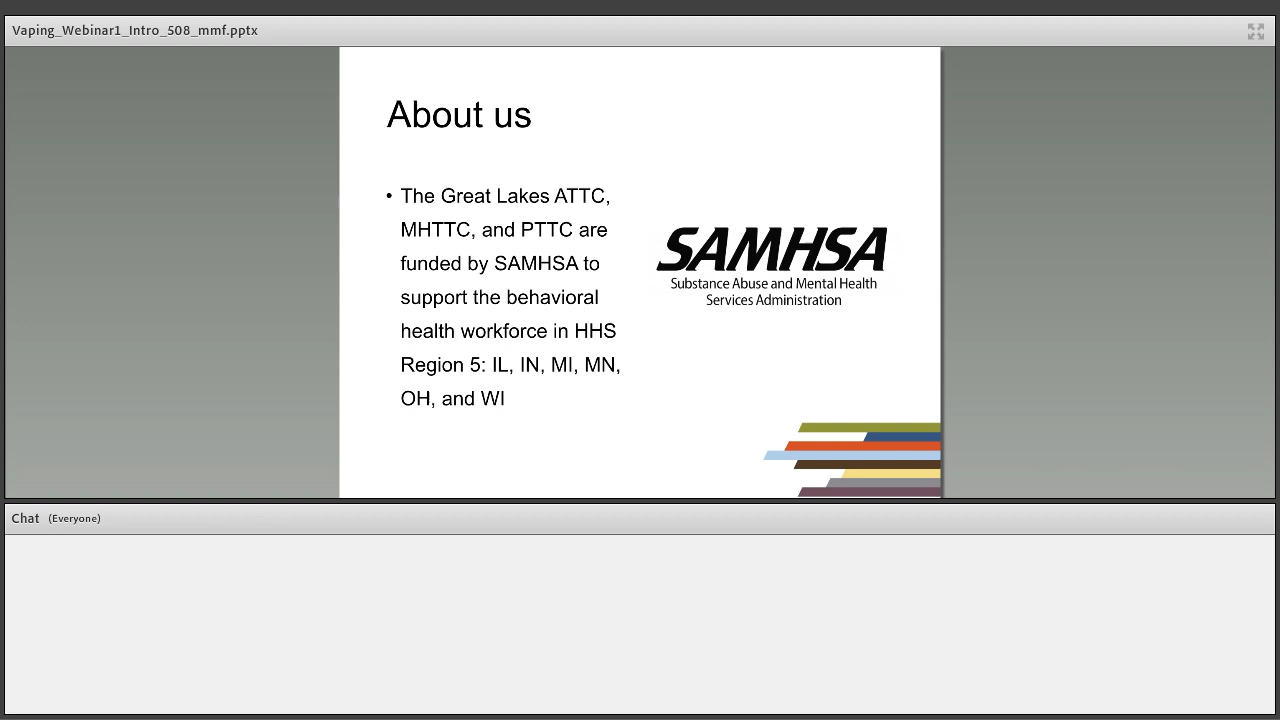 Vaping_Webinar1_Intro_508_mmf.pptx
About us
• The Great Lakes ATTC,
MHTTC, and PTTC are
funded by SAMHSA to
support the behavioral
health workforce in HHS
Region 5: IL, IN, MI, MN,
OH, and WI
SAMHSA
Substance Abuse and Mental Health
Services Administration
Chat (Everyone)